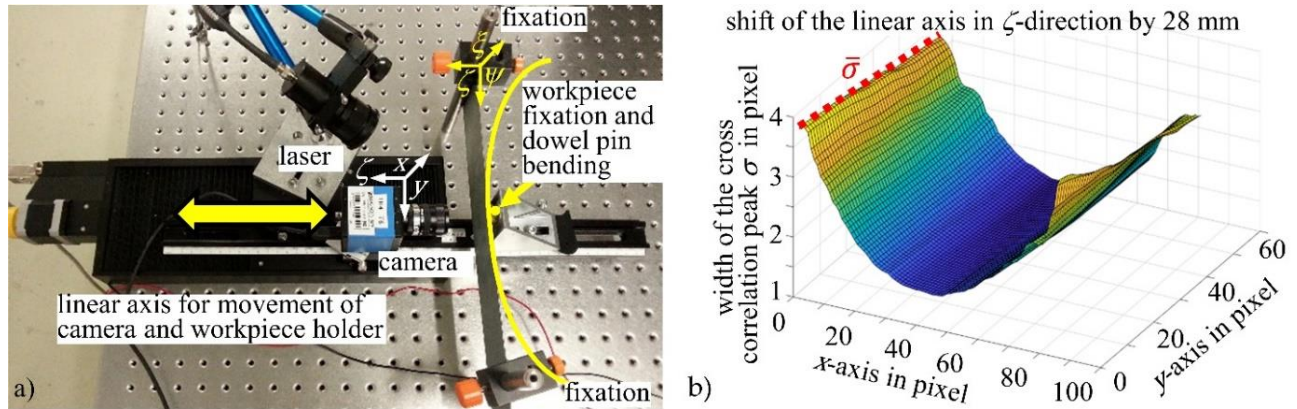 fixation
ξ
ζ
ψ
workpiece
fixation and
dowel pin
bending
laser
x
ζ
y
camera
linear axis for movement of
camera and workpiece holder
a)
fixation
shift of the linear axis in ζ-direction by 28 mm
σ̄
width of the cross
correlation peak σ in pixel
4
3
2
1
0
20
40
60
80
100
x-axis in pixel
0
20
40
60
y-axis in pixel
b)